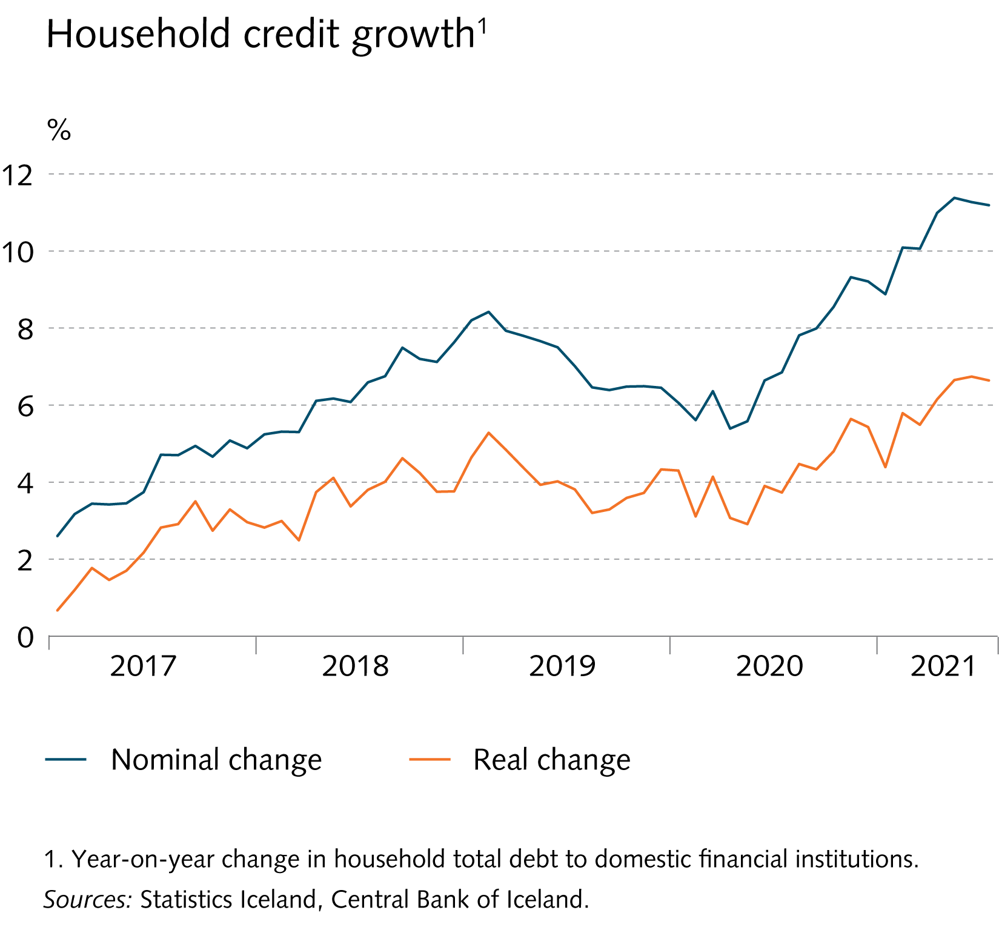 Household credit growth¹
%
12
10
8
6
4
2
0
2017 2018 2019 2020 2021
Nominal change Real change
1. Year-on-year change in household total debt to domestic financial institutions.
Sources: Statistics Iceland, Central Bank of Iceland.